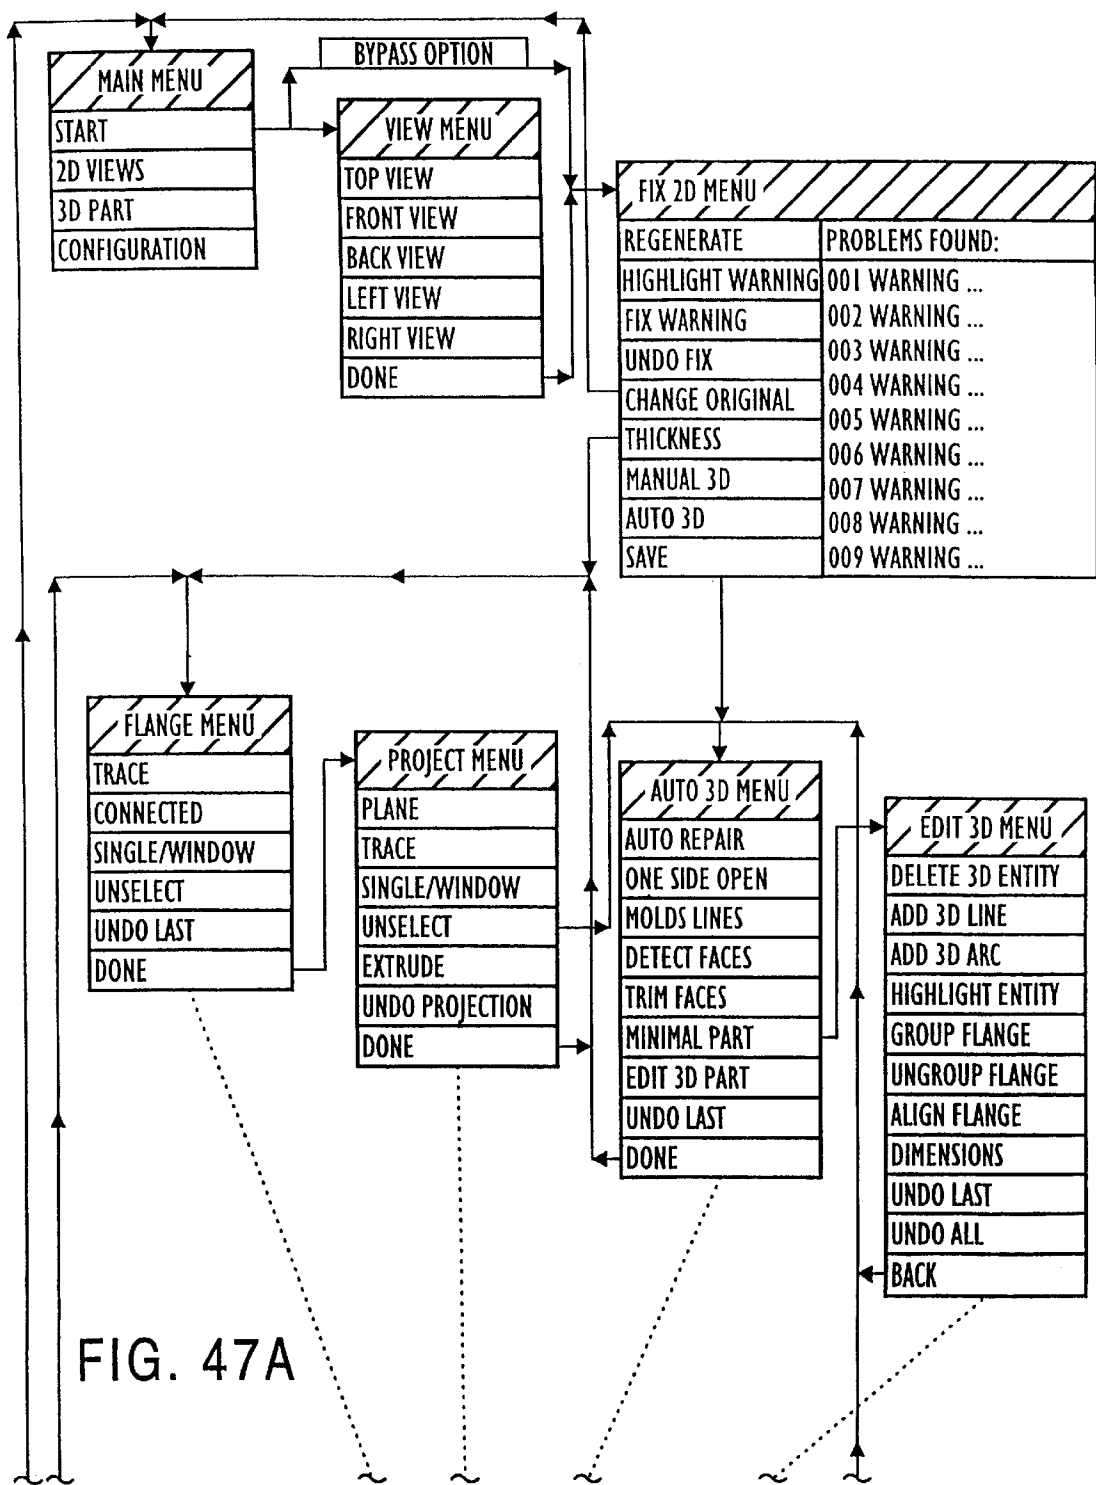 BYPASS OPTION
MAIN MENU
START
2D VIEWS
3D PART
CONFIGURATION
VIEW MENU
TOP VIEW
FRONT VIEW
BACK VIEW
LEFT VIEW
RIGHT VIEW
DONE
FIX 2D MENU
REGENERATE
HIGHLIGHT WARNING
FIX WARNING
UNDO FIX
CHANGE ORIGINAL
THICKNESS
MANUAL 3D
AUTO 3D
SAVE
PROBLEMS FOUND:
001 WARNING ...
002 WARNING ...
003 WARNING ...
004 WARNING ...
005 WARNING ...
006 WARNING ...
007 WARNING ...
008 WARNING ...
009 WARNING ...
FLANGE MENU
TRACE
CONNECTED
SINGLE/WINDOW
UNSELECT
UNDO LAST
DONE
PROJECT MENU
PLANE
TRACE
SINGLE/WINDOW
UNSELECT
EXTRUDE
UNDO PROJECTION
DONE
AUTO 3D MENU
AUTO REPAIR
ONE SIDE OPEN
MOLDS LINES
DETECT FACES
TRIM FACES
MINIMAL PART
EDIT 3D PART
UNDO LAST
DONE
EDIT 3D MENU
DELETE 3D ENTITY
ADD 3D LINE
ADD 3D ARC
HIGHLIGHT ENTITY
GROUP FLANGE
UNGROUP FLANGE
ALIGN FLANGE
DIMENSIONS
UNDO LAST
UNDO ALL
BACK
FIG. 47A